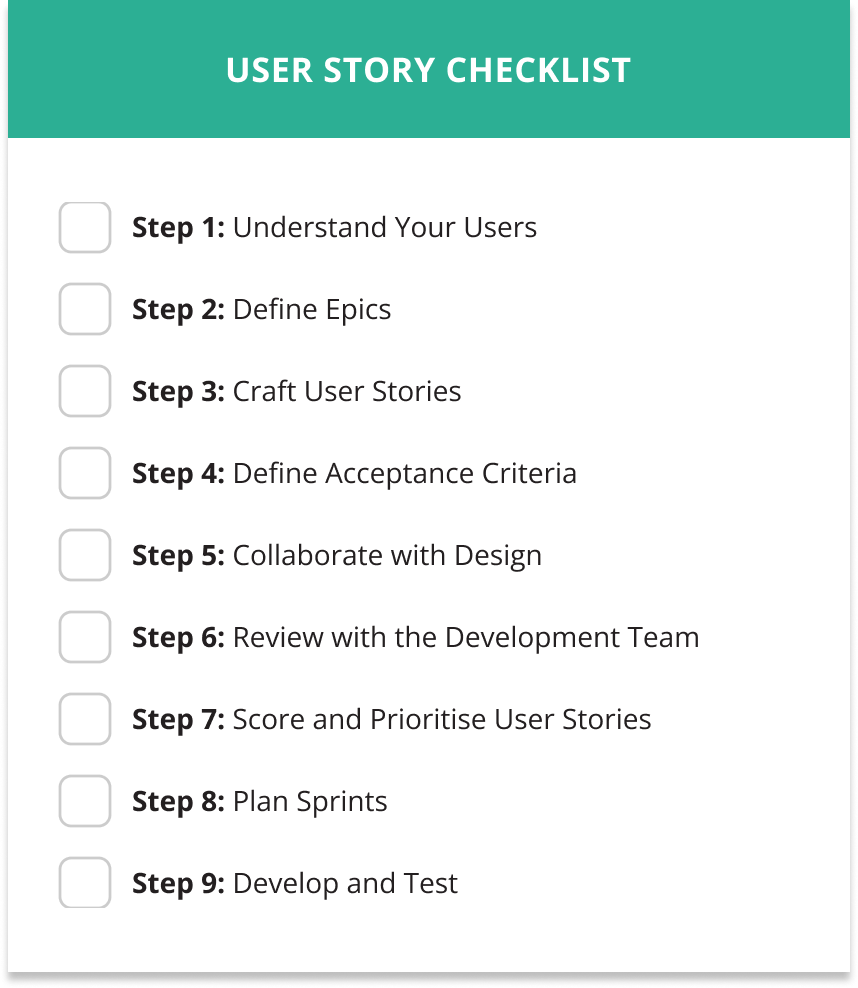 USER STORY CHECKLIST
Step 1: Understand Your Users
Step 2: Define Epics
Step 3: Craft User Stories
Step 4: Define Acceptance Criteria
Step 5: Collaborate with Design
Step 6: Review with the Development Team
Step 7: Score and Prioritise User Stories
Step 8: Plan Sprints
Step 9: Develop and Test